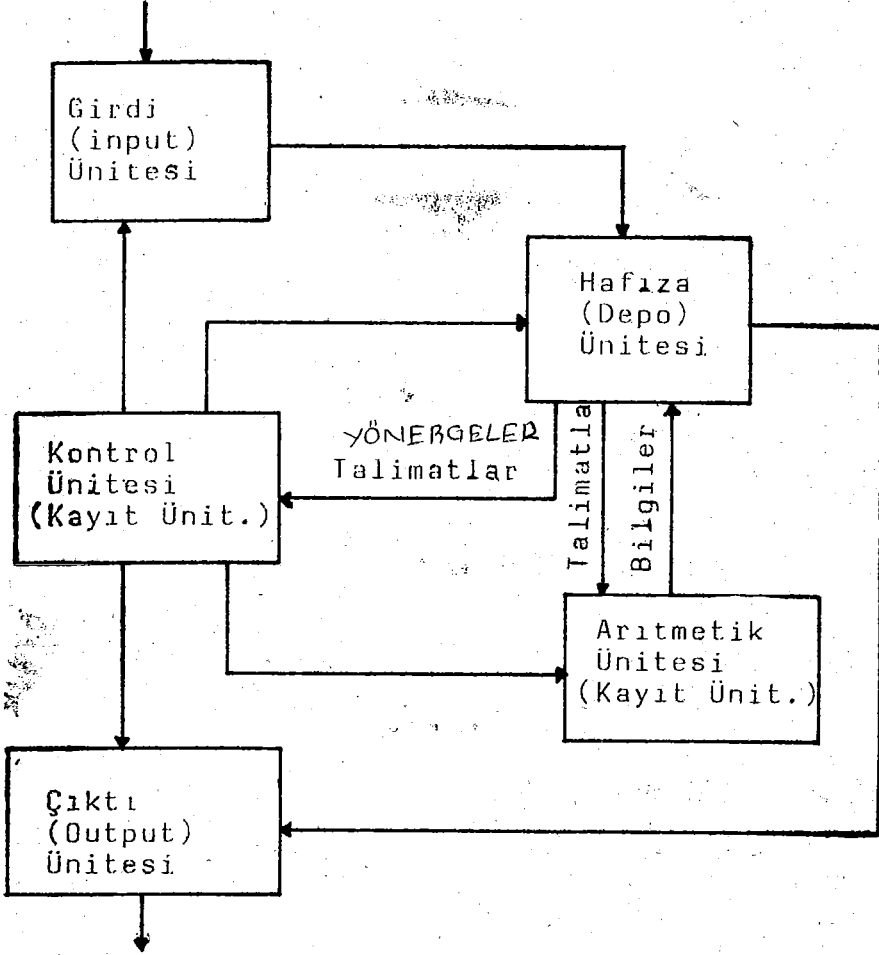 Girdi
(input)
Ünitesi
Hafıza
(Depo)
Ünitesi
YÖNERGELER
Talimatlar
Kontrol
Ünitesi
(Kayıt Ünit.)
Talimatla
Bilgiler
Arıtmetik
Ünitesi
(Kayıt Ünit.)
Çıktı
(Output)
Ünitesi